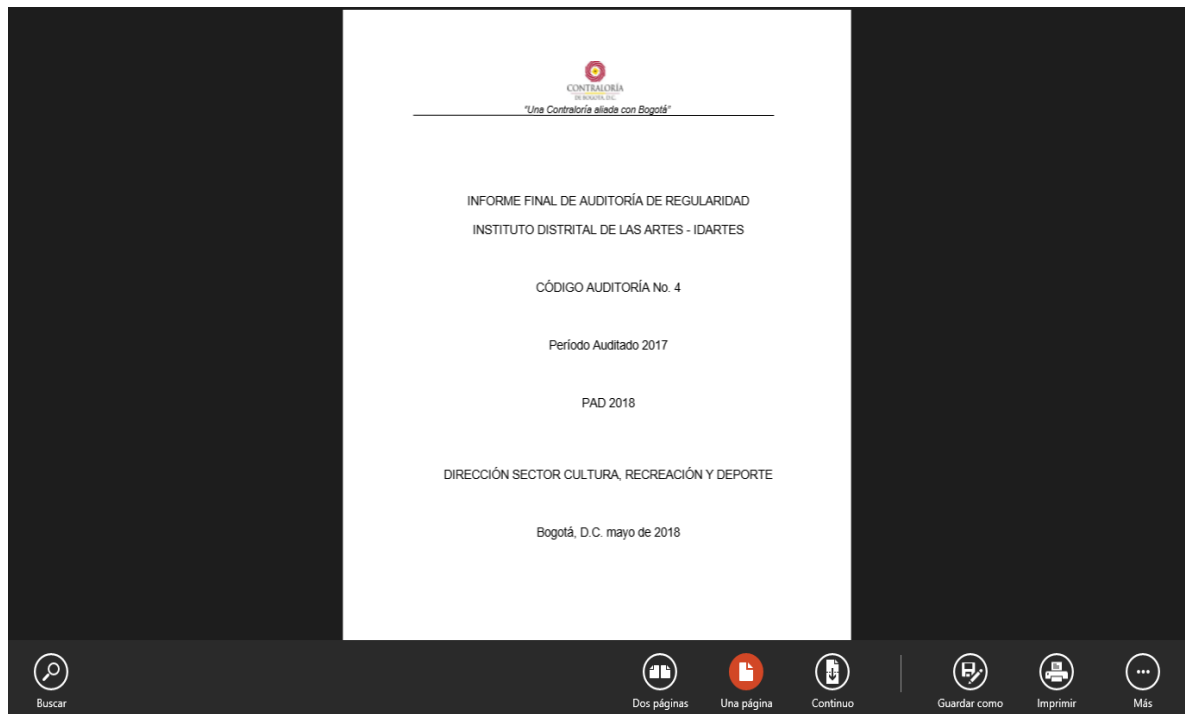 CONTRALORÍA
DE BOGOTÁ, D.C.
"Una Contraloría aliada con Bogotá"
INFORME FINAL DE AUDITORÍA DE REGULARIDAD
INSTITUTO DISTRITAL DE LAS ARTES - IDARTES
CÓDIGO AUDITORÍA No. 4
Período Auditado 2017
PAD 2018
DIRECCIÓN SECTOR CULTURA, RECREACIÓN Y DEPORTE
Bogotá, D.C. mayo de 2018
Buscar
Dos páginas
Una página
Continuo
Guardar como
Imprimir
Más